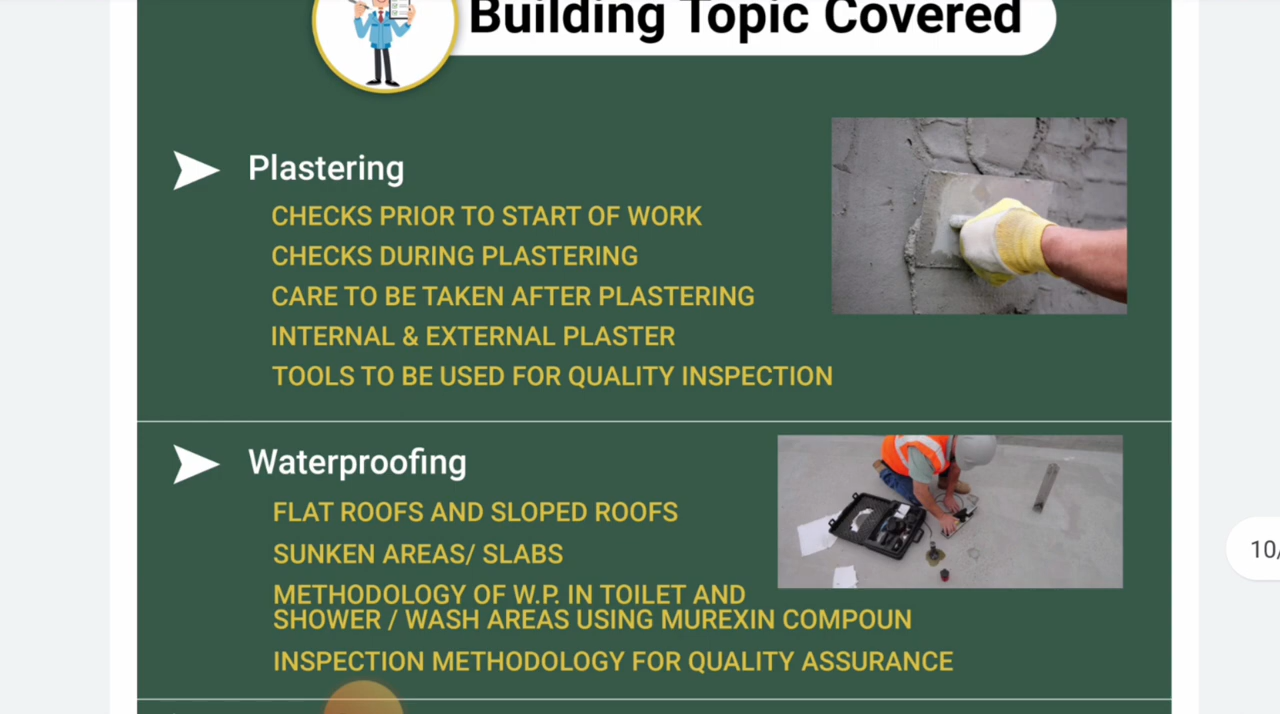 Building Topic Covered
Plastering
CHECKS PRIOR TO START OF WORK
CHECKS DURING PLASTERING
CARE TO BE TAKEN AFTER PLASTERING
INTERNAL & EXTERNAL PLASTER
TOOLS TO BE USED FOR QUALITY INSPECTION
Waterproofing
FLAT ROOFS AND SLOPED ROOFS
SUNKEN AREAS/ SLABS
METHODOLOGY OF W.P. IN TOILET AND
SHOWER / WASH AREAS USING MUREXIN COMPOUN
INSPECTION METHODOLOGY FOR QUALITY ASSURANCE
10/